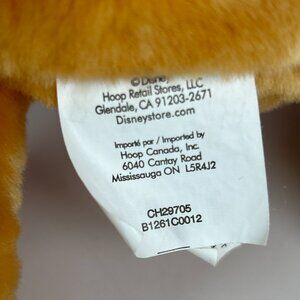 ©Disney
Hoop Retail Stores, LLC
Glendale, CA 91203-2671
Disneystore.com
Importé par / Imported by
Hoop Canada, Inc.
6040 Cantay Road
Mississauga ON L5R4J2
CH29705
B1261C0012